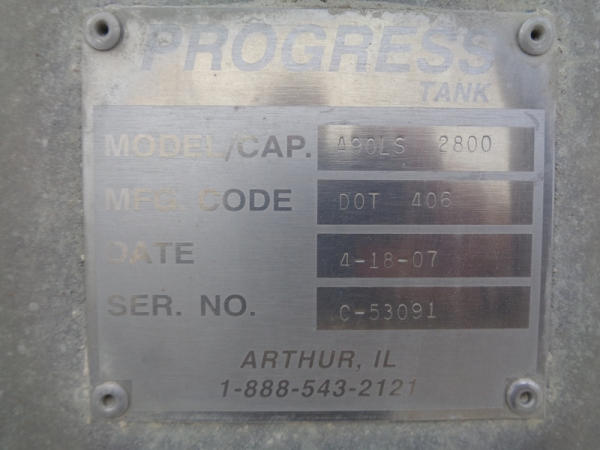 PROGRESS
TANK
MODEL/CAP. A90LS 2800
MFG. CODE DOT 406
DATE 4-18-07
SER. NO. C-53091
ARTHUR, IL
1-888-543-2121